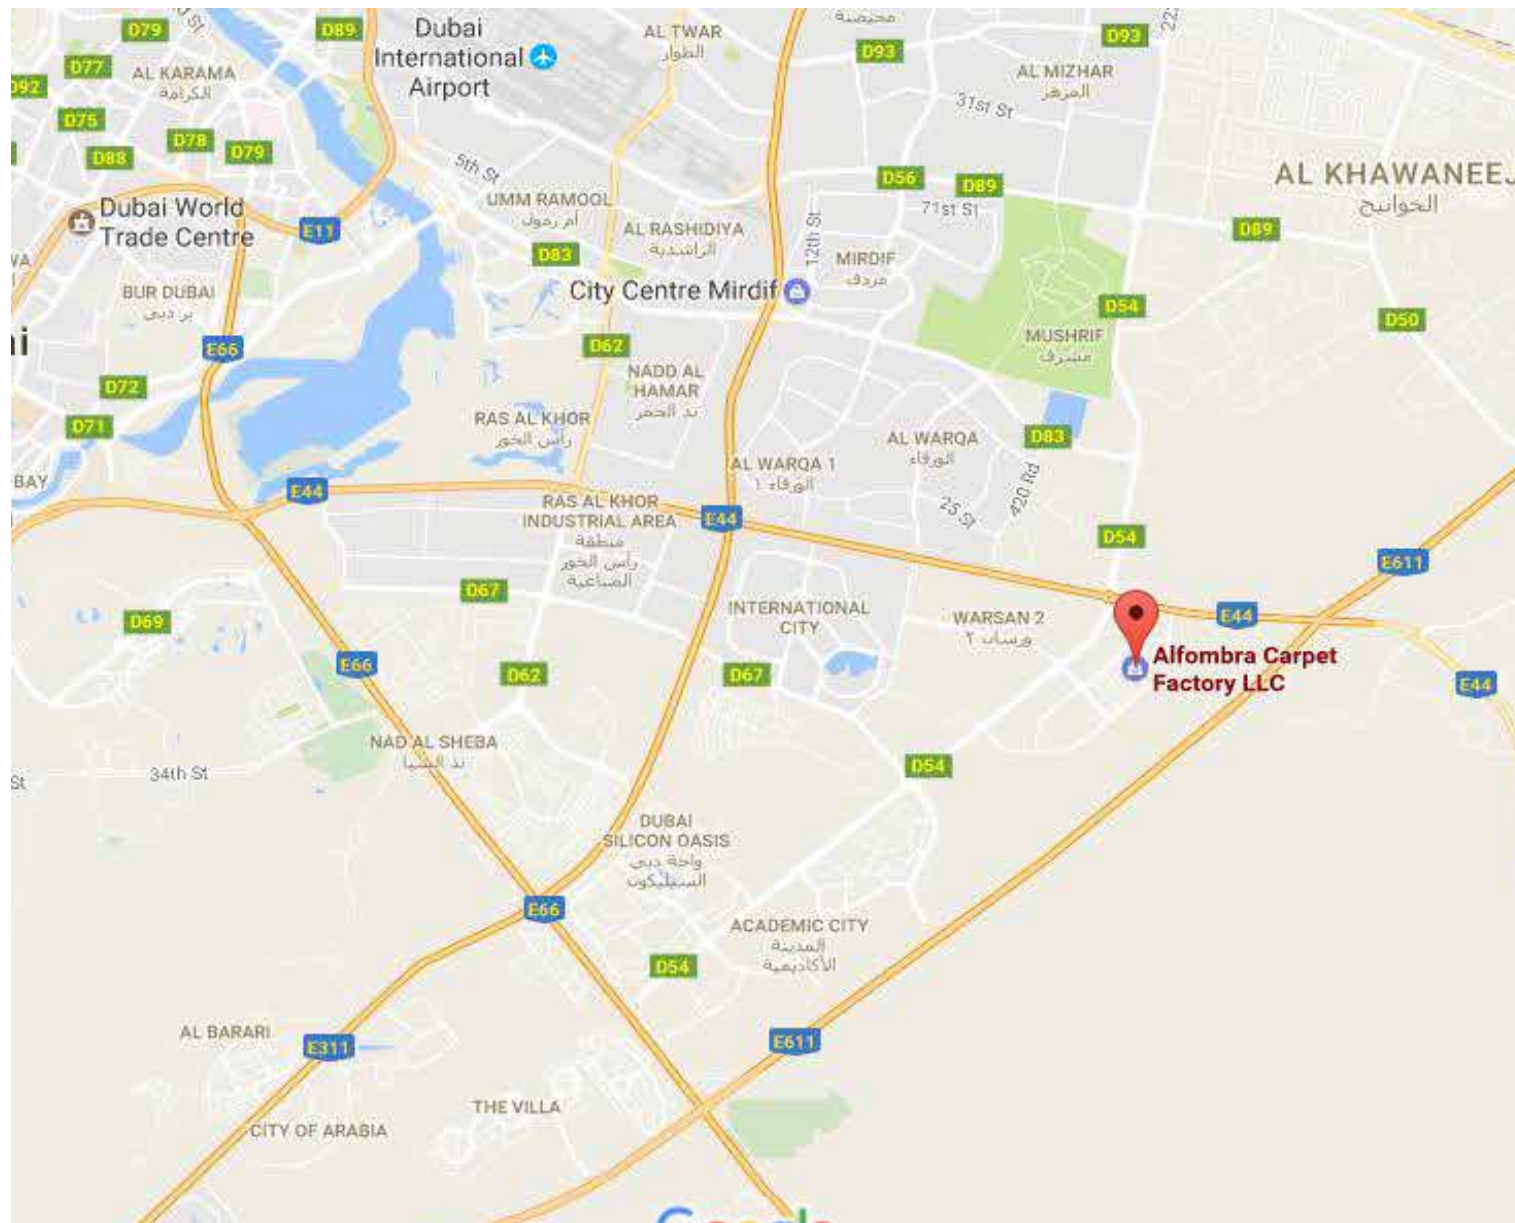 D79
D89
Dubai
International
Airport
AL TWAR
الطوار
محيصنة
D93
D93
D77
D92
AL KARAMA
الكرامة
AL MIZHAR
المزهر
31st St
D75
D78
D79
D88
5th St
UMM RAMOOL
أم رمول
D56
D89
71st St
AL KHAWANEEJ
الخوانيج
Dubai World
Trade Centre
E11
AL RASHIDIYA
الراشدية
12th St
D89
D83
MIRDIF
مردف
BUR DUBAI
بر دبي
City Centre Mirdif
D54
D50
E66
D62
MUSHRIF
مشرف
D72
NADD AL
HAMAR
ند الحمر
D71
RAS AL KHOR
رأس الخور
AL WARQA
الورقاء
D83
BAY
AL WARQA 1
الورقاء ١
420 Rd
E44
RAS AL KHOR
INDUSTRIAL AREA
منطقة
رأس الخور
الصناعية
E44
25 St
D54
E611
D67
INTERNATIONAL
CITY
WARSAN 2
ورسان ٢
E44
D69
E66
D62
D67
Alfombra Carpet
Factory LLC
E44
NAD AL SHEBA
ند الشبا
34th St
St
D54
DUBAI
SILICON OASIS
واحة دبي
السيليكون
E66
ACADEMIC CITY
المدينة
الأكاديمية
D54
AL BARARI
E311
E611
THE VILLA
CITY OF ARABIA
Google